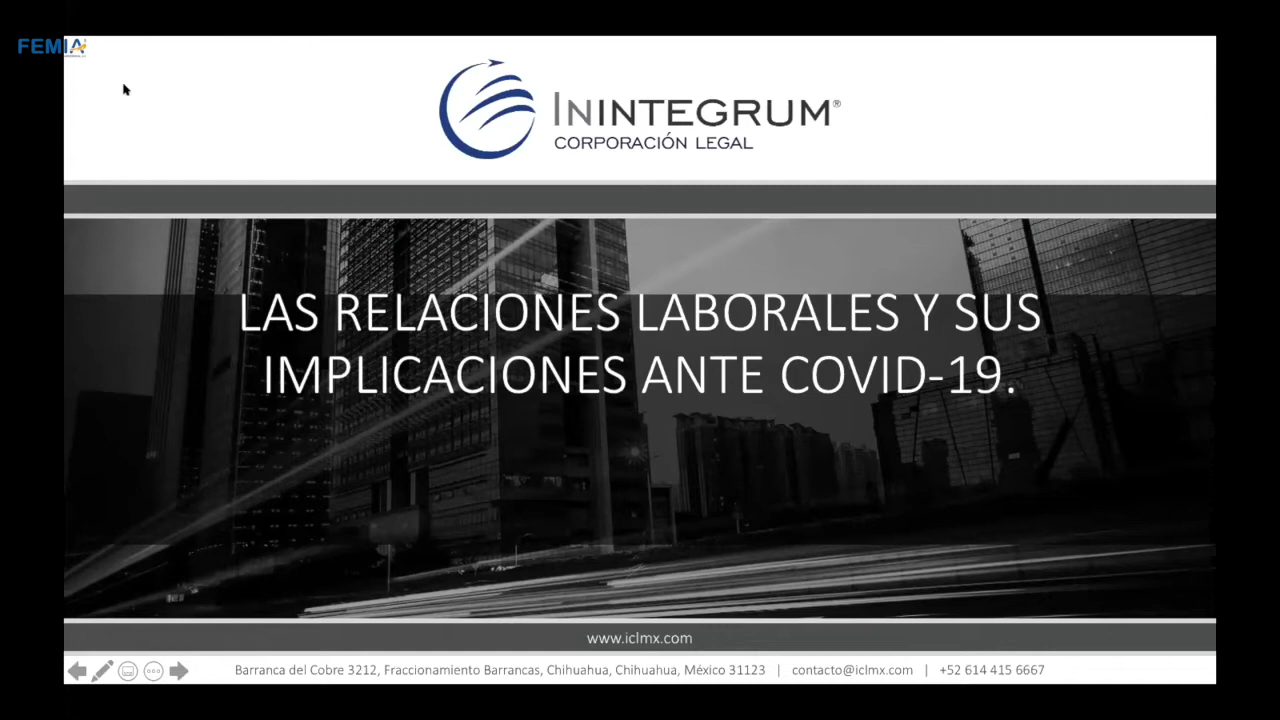 FEMIA
ININTEGRUM®
CORPORACIÓN LEGAL
LAS RELACIONES LABORALES Y SUS
IMPLICACIONES ANTE COVID-19.
www.iclmx.com
Barranca del Cobre 3212, Fraccionamiento Barrancas, Chihuahua, Chihuahua, México 31123 | contacto@iclmx.com | +52 614 415 6667